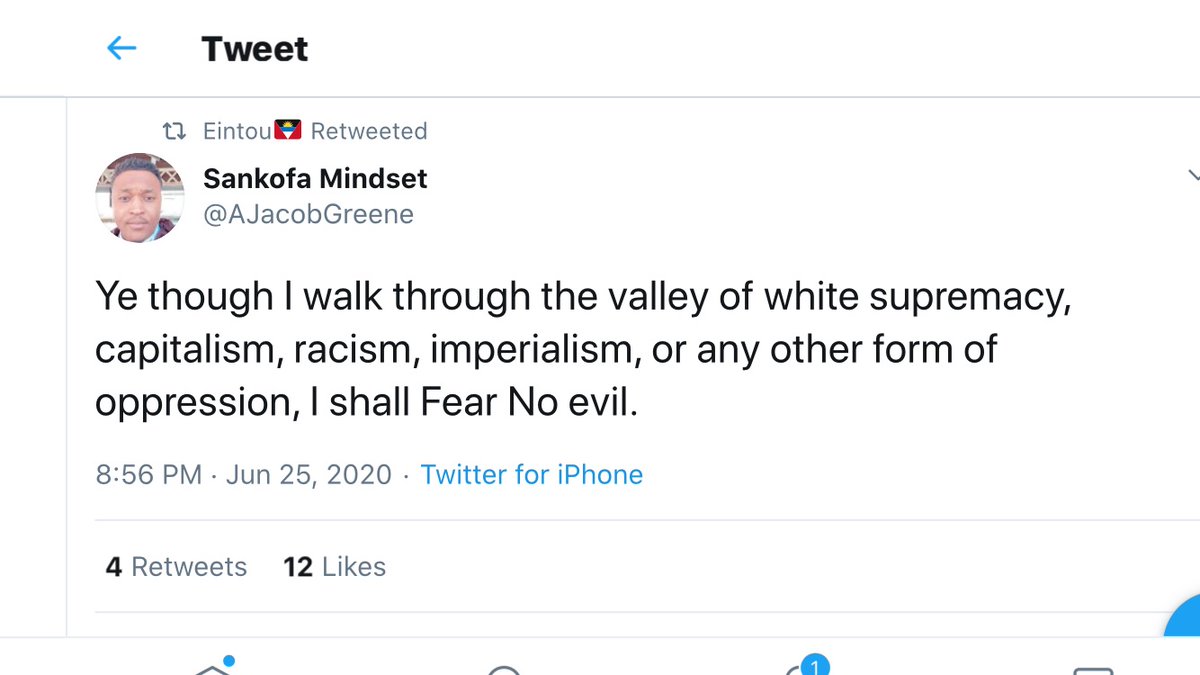 Tweet
Eintou🇦🇬 Retweeted
Sankofa Mindset
@AJacobGreene
Ye though I walk through the valley of white supremacy,
capitalism, racism, imperialism, or any other form of
oppression, I shall Fear No evil.
8:56 PM · Jun 25, 2020 · Twitter for iPhone
4 Retweets 12 Likes
1